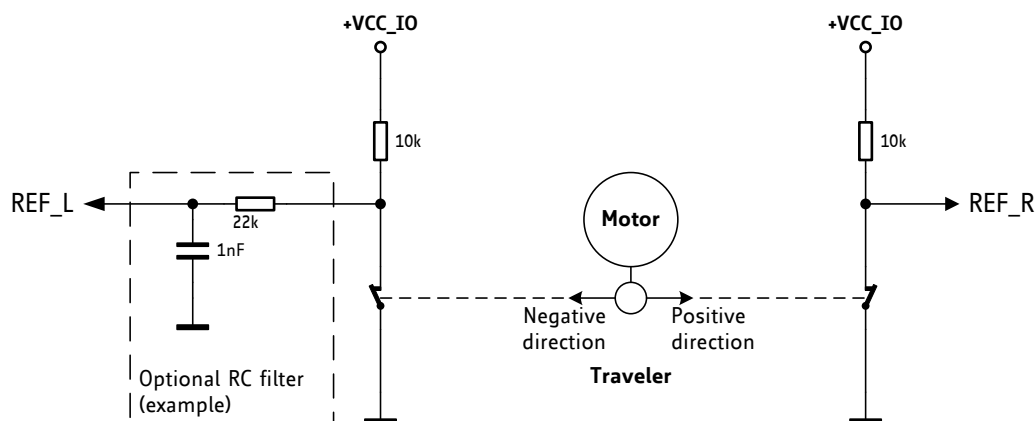 +VCC_IO
+VCC_IO
10k
10k
REF_L
22k
1nF
REF_R
Motor
Negative
direction
Positive
direction
Traveler
Optional RC filter
(example)